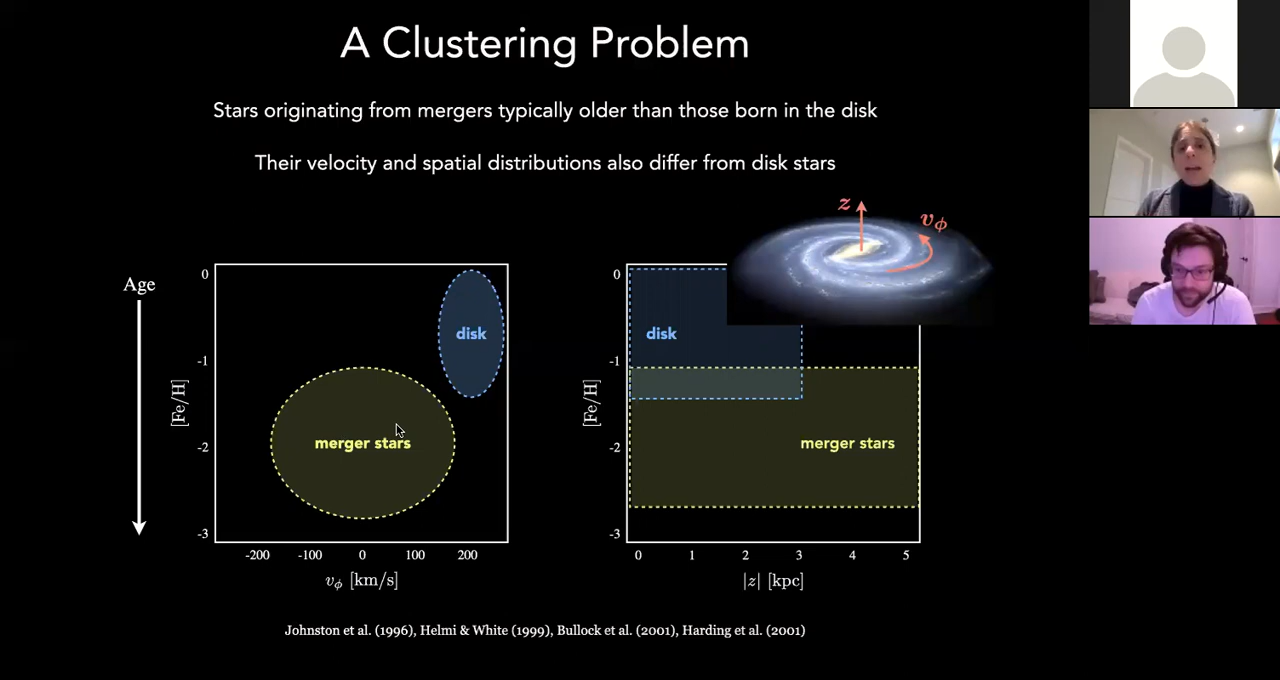 A Clustering Problem
Stars originating from mergers typically older than those born in the disk
Their velocity and spatial distributions also differ from disk stars
z
v_ϕ
Age
[Fe/H]
0
-1
-2
-3
disk
merger stars
-200 -100 0 100 200
v_ϕ [km/s]
[Fe/H]
0
-1
-2
-3
disk
merger stars
0 1 2 3 4 5
|z| [kpc]
Johnston et al. (1996), Helmi & White (1999), Bullock et al. (2001), Harding et al. (2001)